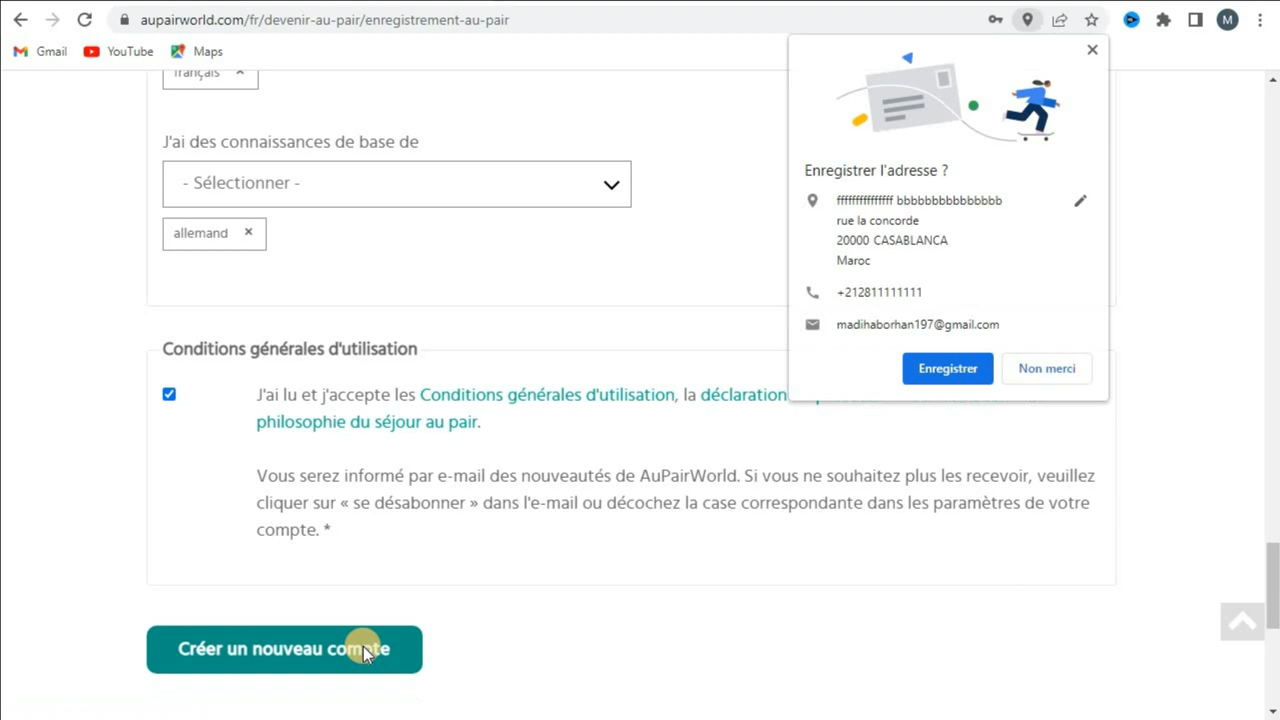 aupairworld.com/fr/devenir-au-pair/enregistrement-au-pair
M
Gmail
YouTube
Maps
français ×
J'ai des connaissances de base de
- Sélectionner -
allemand ×
Conditions générales d'utilisation
J'ai lu et j'accepte les Conditions générales d'utilisation, la déclaration
philosophie du séjour au pair.
Vous serez informé par e-mail des nouveautés de AuPairWorld. Si vous ne souhaitez plus les recevoir, veuillez
cliquer sur « se désabonner » dans l'e-mail ou décochez la case correspondante dans les paramètres de votre
compte. *
Créer un nouveau compte
Enregistrer l'adresse ?
fffffffffffffff bbbbbbbbbbbbbbb
rue la concorde
20000 CASABLANCA
Maroc
+212811111111
madihaborhan197@gmail.com
Enregistrer
Non merci